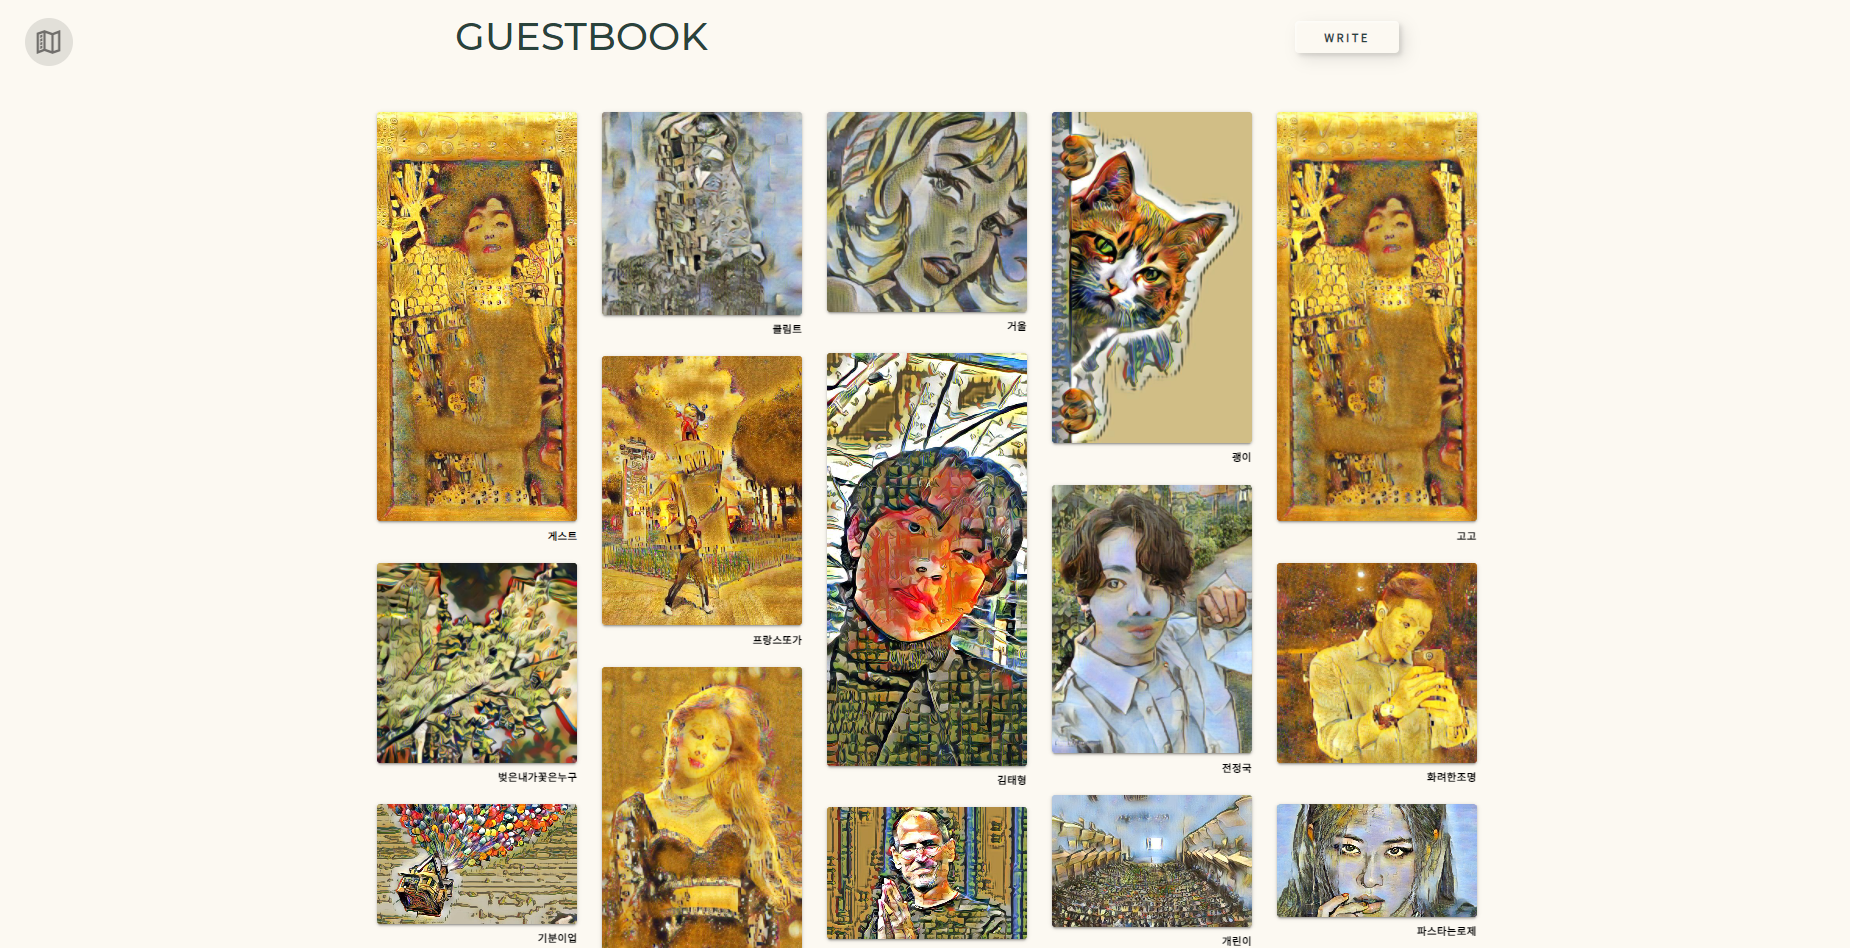 GUESTBOOK
WRITE
게스트
클림트
거울
괭이
고고
프랑스또가
벚은내가꽃은누구
김태형
전정국
화려한조명
기분이업
개린이
파스타는로제